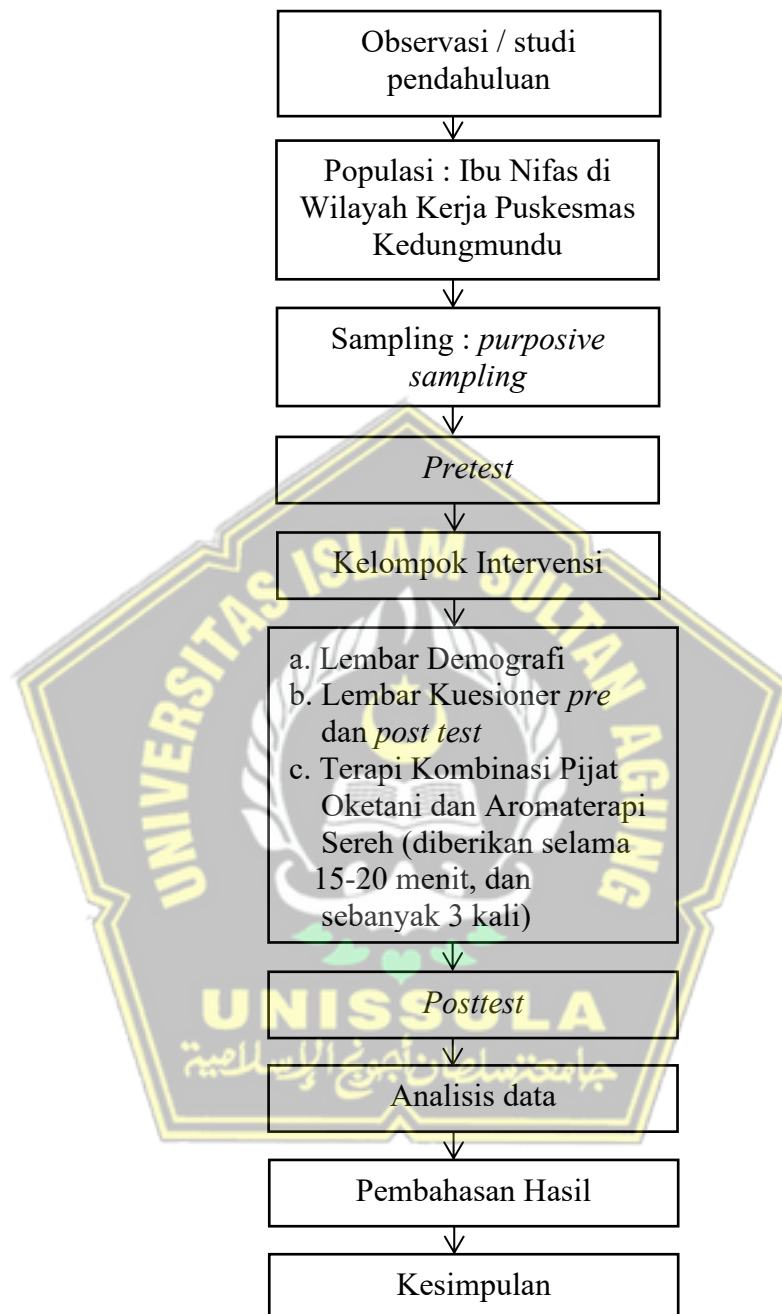 Observasi / studi
pendahuluan
Populasi : Ibu Nifas di
Wilayah Kerja Puskesmas
Kedungmundu
Sampling : purposive
sampling
Pretest
Kelompok Intervensi
a. Lembar Demografi
b. Lembar Kuesioner pre
dan post test
c. Terapi Kombinasi Pijat
Oketani dan Aromaterapi
Sereh (diberikan selama
15-20 menit, dan
sebanyak 3 kali)
Posttest
Analisis data
Pembahasan Hasil
Kesimpulan
UNIVERSITAS ISLAM SULTAN AGUNG
UNISSULA
جامعة سلطان أجونج الإسلامية